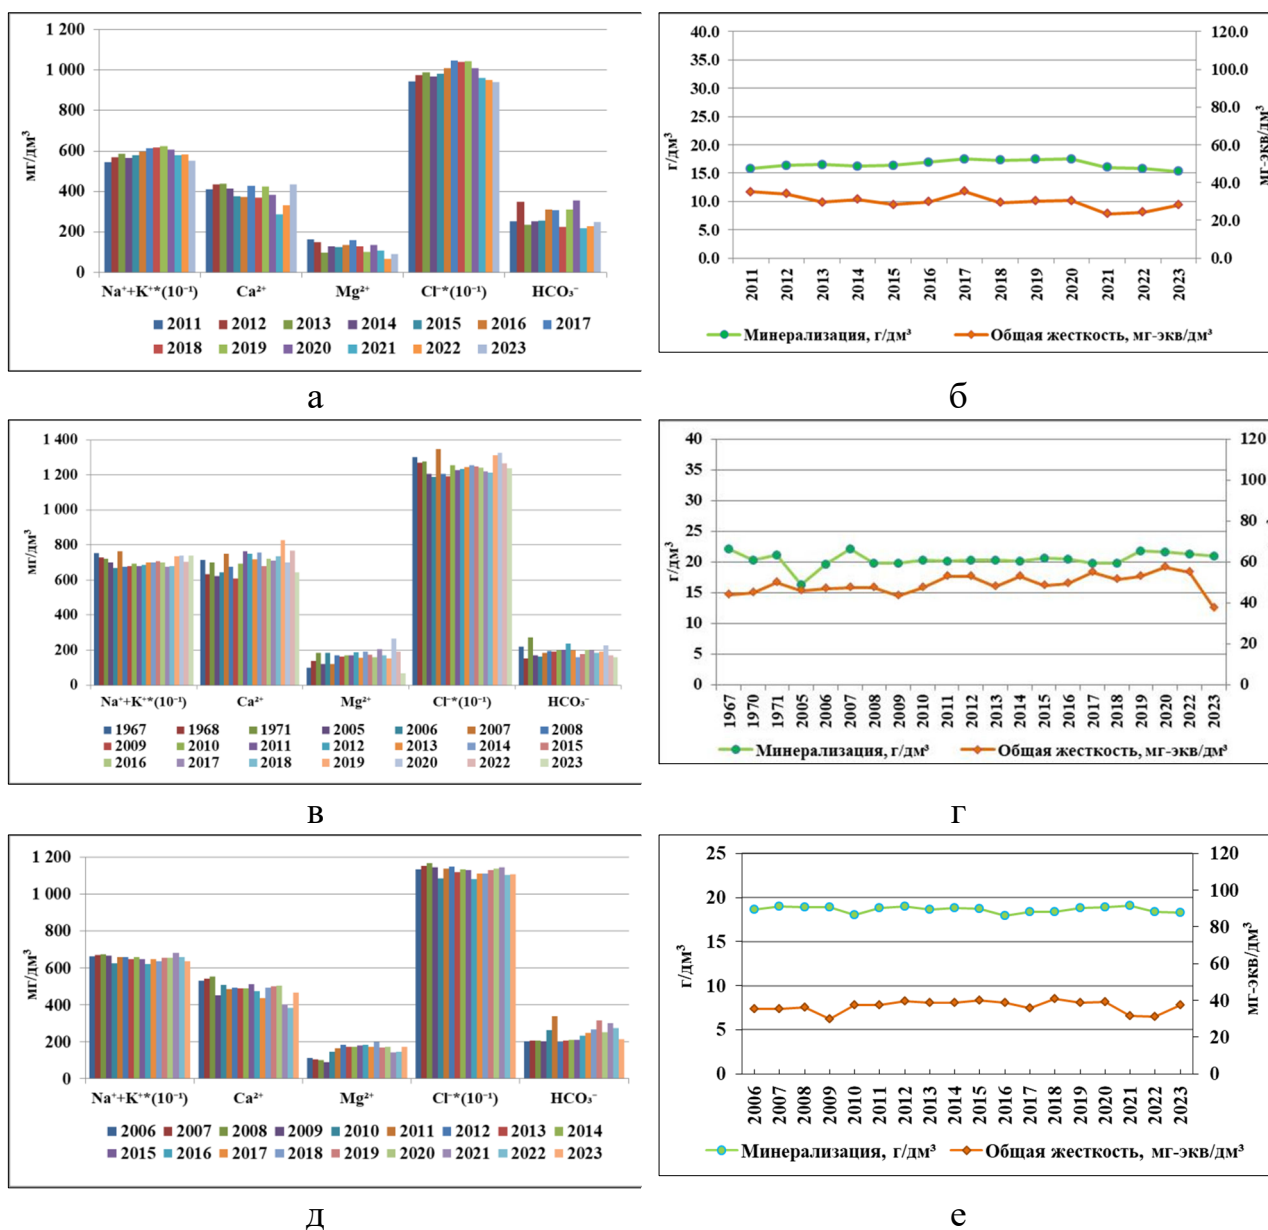 1 200
1 000
800
600
400
200
0
мг/дм³
Na⁺+K⁺*(10⁻¹) Ca²⁺ Mg²⁺ Cl⁻*(10⁻¹) HCO₃⁻
2011 2012 2013 2014 2015 2016 2017
2018 2019 2020 2021 2022 2023
а
40.0 120.0
35.0 100.0
30.0 80.0
25.0 60.0
20.0 40.0
15.0 20.0
10.0 0.0
5.0
0.0
г/дм³
мг-экв/дм³
2011 2012 2013 2014 2015 2016 2017 2018 2019 2020 2021 2022 2023
Минерализация, г/дм³ Общая жесткость, мг-экв/дм³
б
1 400
1 200
1 000
800
600
400
200
0
мг/дм³
Na⁺+K⁺*(10⁻¹) Ca²⁺ Mg²⁺ Cl⁻*(10⁻¹) HCO₃⁻
1967 1968 1971 2005 2006 2007 2008
2009 2010 2011 2012 2013 2014 2015
2016 2017 2018 2019 2020 2022 2023
в
40 120
35 100
30 80
25 60
20 40
15 20
10 0
5
0
г/дм³
1967 1970 1971 2005 2006 2007 2008 2009 2010 2011 2012 2013 2014 2015 2016 2017 2018 2019 2020 2022 2023
Минерализация, г/дм³ Общая жесткость, мг-экв/дм³
г
1 200
1 000
800
600
400
200
0
мг/дм³
Na⁺+K⁺*(10⁻¹) Ca²⁺ Mg²⁺ Cl⁻*(10⁻¹) HCO₃⁻
2006 2007 2008 2009 2010 2011 2012 2013 2014
2015 2016 2017 2018 2019 2020 2021 2022 2023
д
25 120
20 100
15 80
10 60
5 40
0 20
0
г/дм³
мг-экв/дм³
2006 2007 2008 2009 2010 2011 2012 2013 2014 2015 2016 2017 2018 2019 2020 2021 2022 2023
Минерализация, г/дм³ Общая жесткость, мг-экв/дм³
е